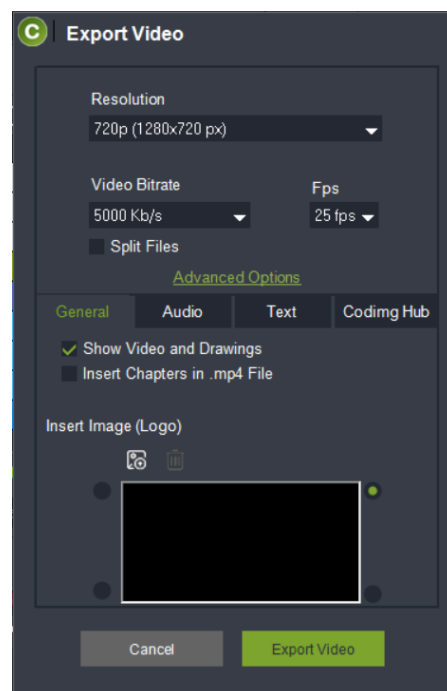 C Export Video
Resolution
720p (1280x720 px)
Video Bitrate Fps
5000 Kb/s 25 fps
Split Files
Advanced Options
General Audio Text Codimg Hub
Show Video and Drawings
Insert Chapters in .mp4 File
Insert Image (Logo)
Cancel Export Video